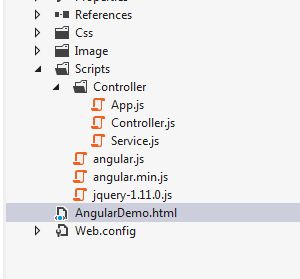 References
Css
Image
Scripts
Controller
App.js
Controller.js
Service.js
angular.js
angular.min.js
jquery-1.11.0.js
AngularDemo.html
Web.config